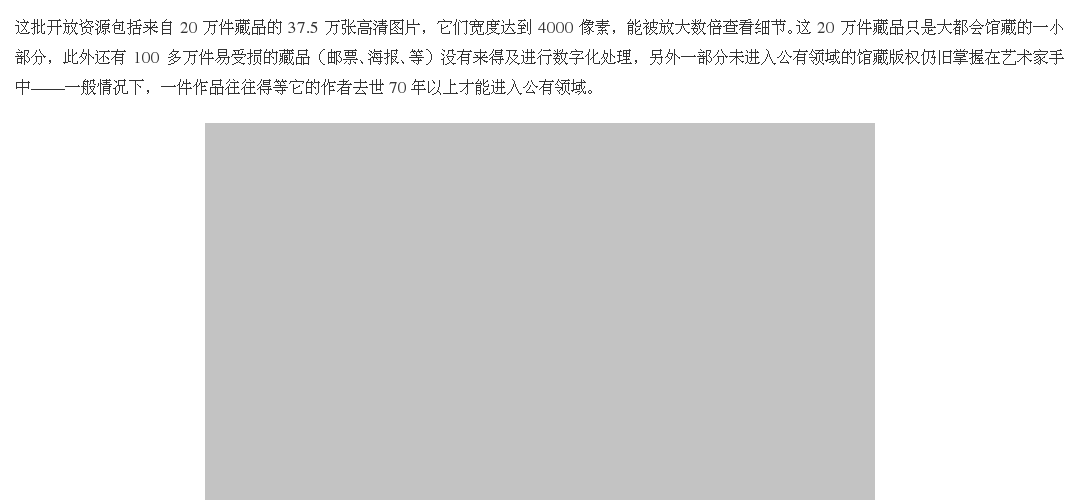 这批开放资源包括来自 20 万件藏品的 37.5 万张高清图片，它们宽度达到 4000 像素，能被放大数倍查看细节。这 20 万件藏品只是大都会馆藏的一小
部分，此外还有 100 多万件易受损的藏品（邮票、海报、等）没有来得及进行数字化处理，另外一部分未进入公有领域的馆藏版权仍旧掌握在艺术家手
中——一般情况下，一件作品往往得等它的作者去世 70 年以上才能进入公有领域。